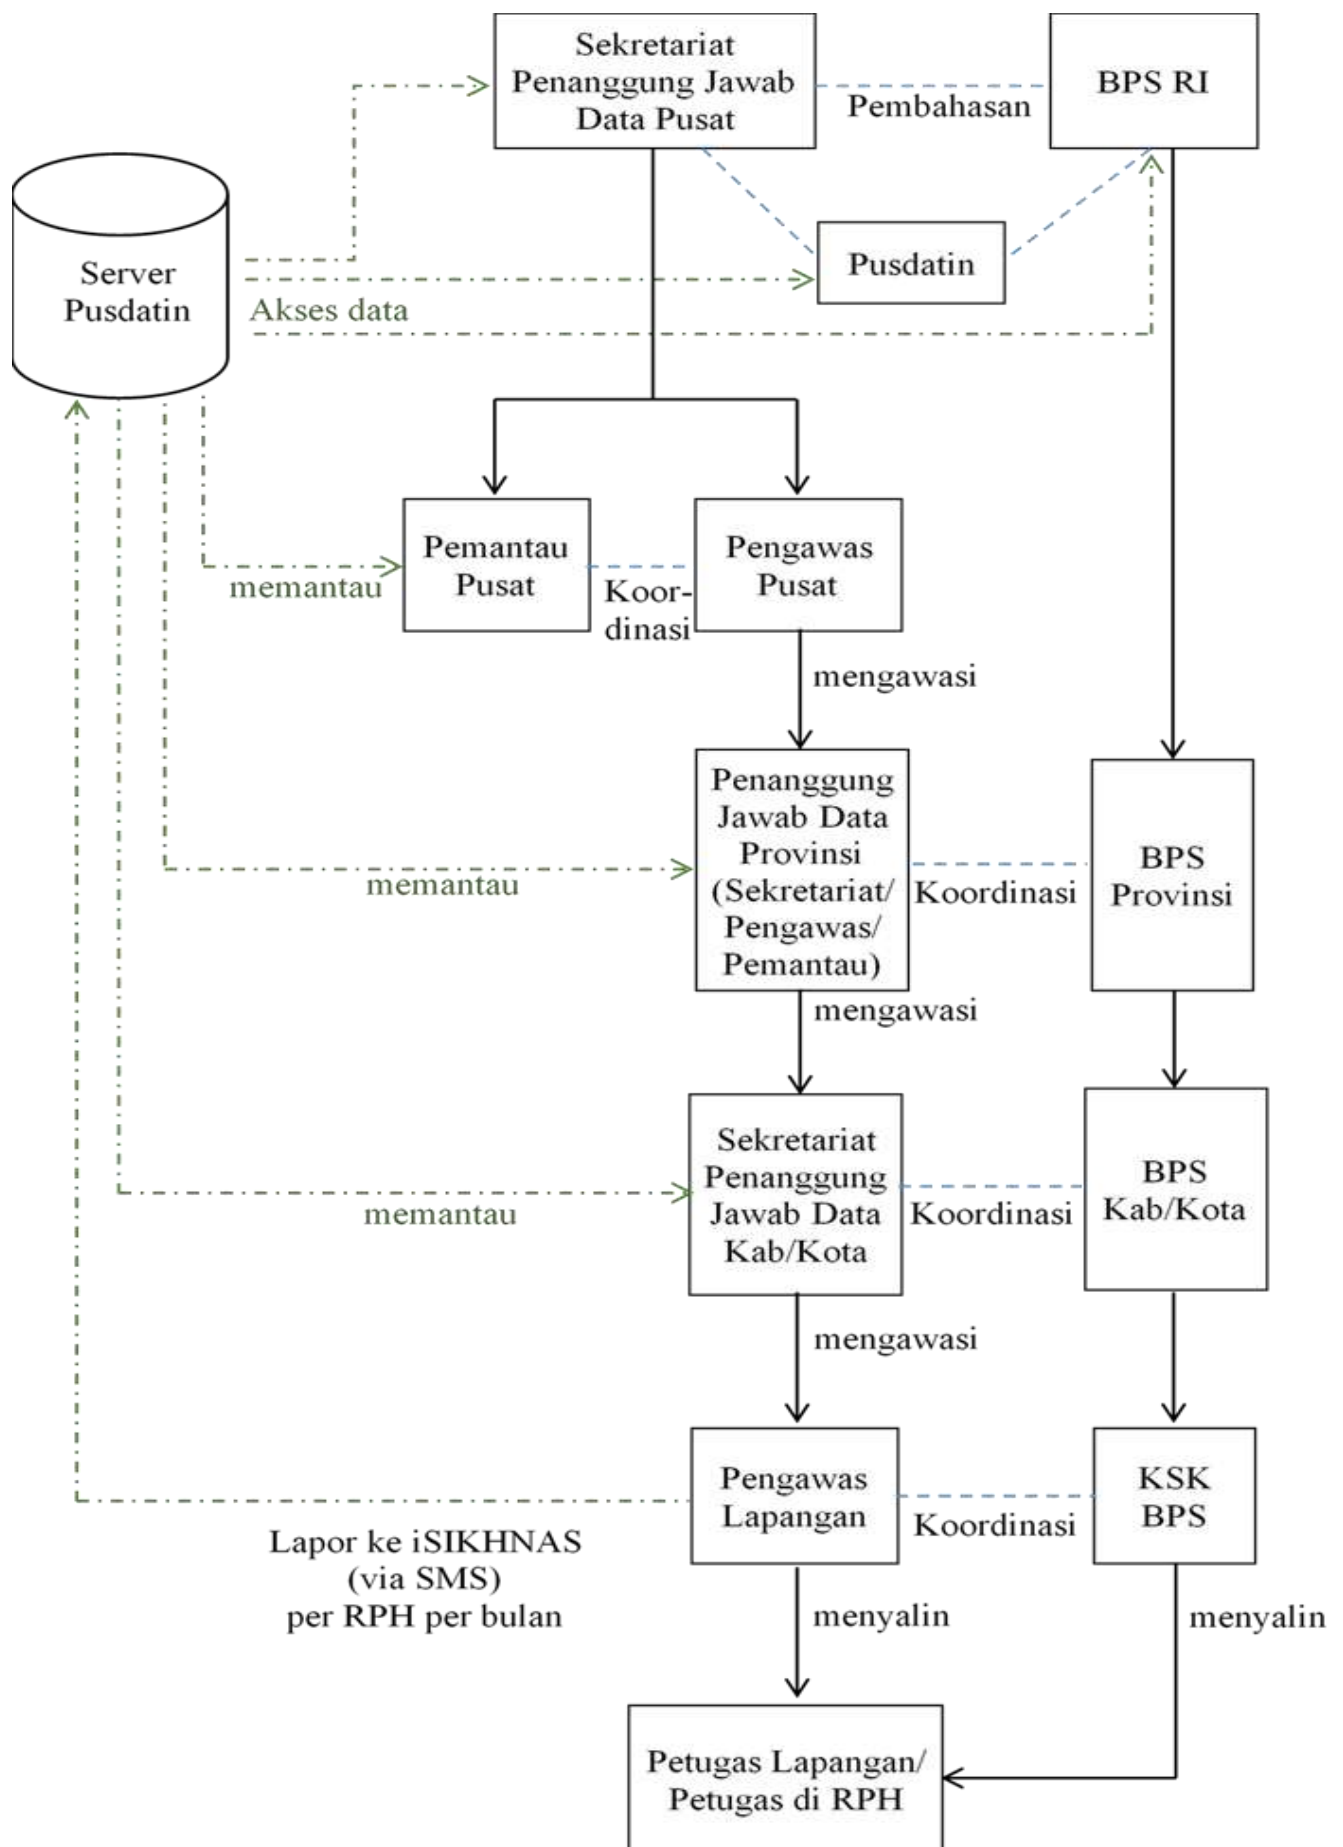 Sekretariat
Penanggung Jawab
Data Pusat
Pembahasan
BPS RI
Server
Pusdatin
Pusdatin
Akses data
Pemantau
Pusat
Pengawas
Pusat
memantau
Koor-
dinasi
mengawasi
Penanggung
Jawab Data
Provinsi
(Sekretariat/
Pengawas/
Pemantau)
memantau
Koordinasi
BPS
Provinsi
mengawasi
Sekretariat
Penanggung
Jawab Data
Kab/Kota
memantau
Koordinasi
BPS
Kab/Kota
mengawasi
Pengawas
Lapangan
Koordinasi
KSK
BPS
Lapor ke iSIKHNAS
(via SMS)
per RPH per bulan
menyalin
menyalin
Petugas Lapangan/
Petugas di RPH